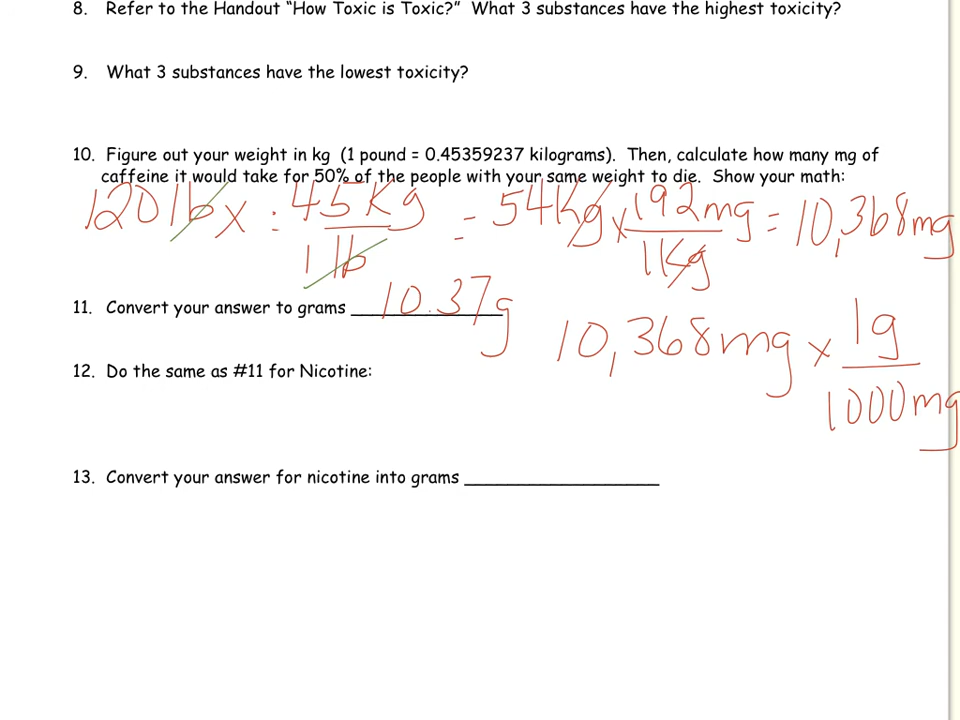 8. Refer to the Handout “How Toxic is Toxic?” What 3 substances have the highest toxicity?
9. What 3 substances have the lowest toxicity?
10. Figure out your weight in kg (1 pound = 0.45359237 kilograms). Then, calculate how many mg of
caffeine it would take for 50% of the people with your same weight to die. Show your math:
120 lb x : .45 Kg / 1 lb = 54 Kg x 192 mg / 1 Kg = 10,368 mg
11. Convert your answer to grams 10.37g
10,368 mg x 1g / 1000 mg
12. Do the same as #11 for Nicotine:
13. Convert your answer for nicotine into grams ___________________